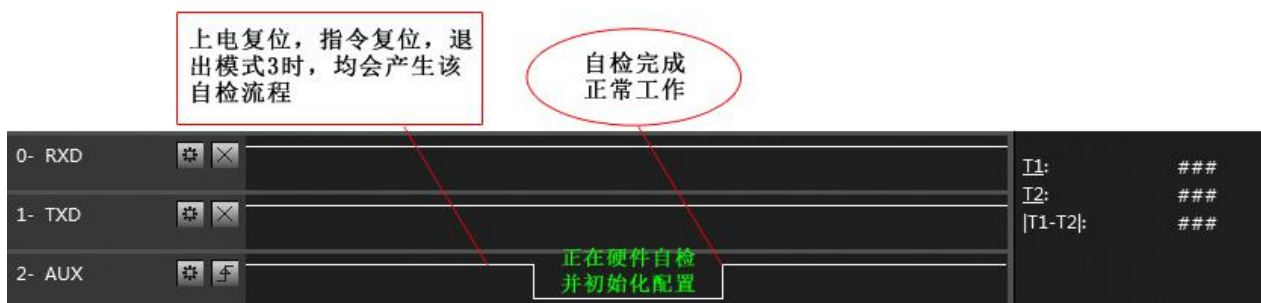 上电复位，指令复位，退
出模式3时，均会产生该
自检流程
自检完成
正常工作
0- RXD
T1: ###
T2: ###
1- TXD
|T1-T2|: ###
正在硬件自检
2- AUX
并初始化配置